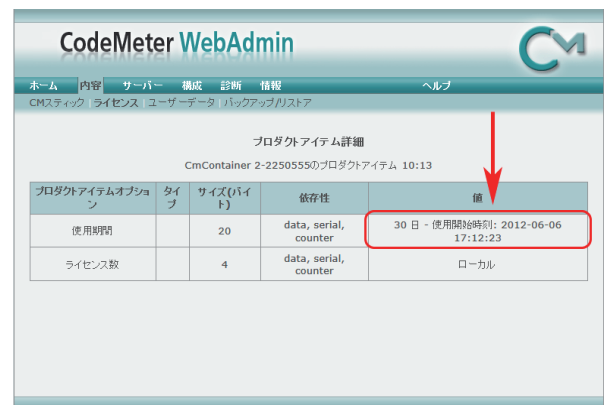 CodeMeter WebAdmin
CM
ホーム 内容 サーバー 構成 診断 情報 ヘルプ
CMスティック | ライセンス | ユーザーデータ | バックアップ/リストア
プロダクトアイテム詳細
CmContainer 2-2250555のプロダクトアイテム 10:13
プロダクトアイテムオプショ
ン
タイ
プ
サイズ(バイ
ト)
依存性
値
使用期間
20
data, serial,
counter
30 日 - 使用開始時刻: 2012-06-06
17:12:23
ライセンス数
4
data, serial,
counter
ローカル